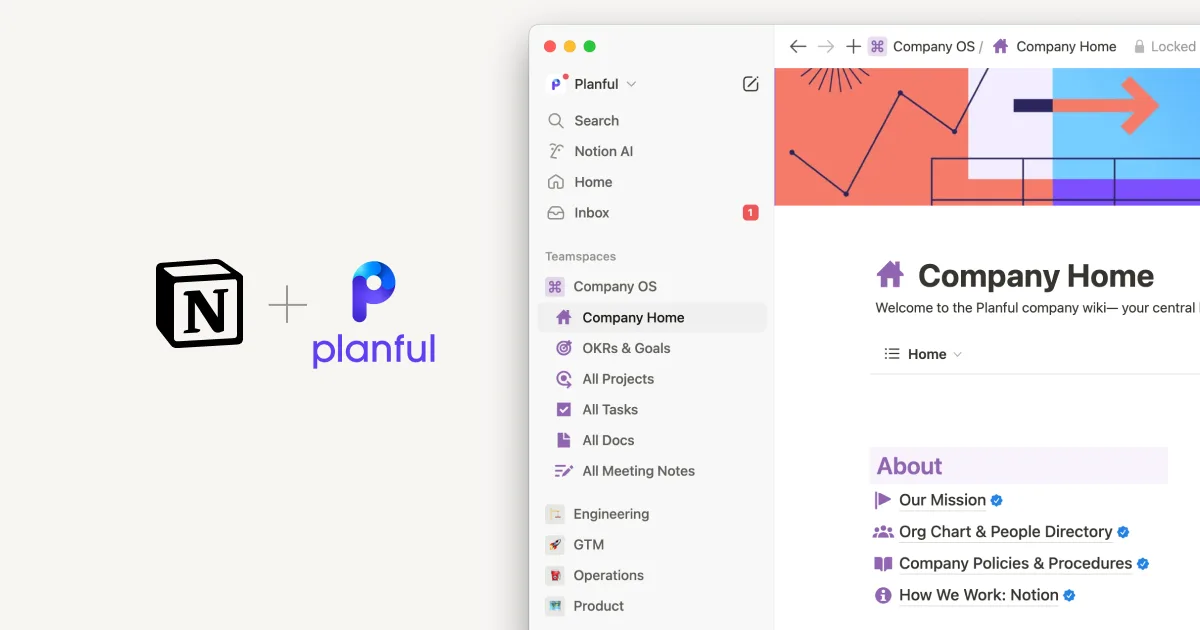 N
planful
Planful
Search
Notion AI
Home
Inbox
1
Teamspaces
Company OS
Company Home
OKRs & Goals
All Projects
All Tasks
All Docs
All Meeting Notes
Engineering
GTM
Operations
Product
Company OS / Company Home Locked
Company Home
Welcome to the Planful company wiki— your central
Home
About
Our Mission
Org Chart & People Directory
Company Policies & Procedures
How We Work: Notion